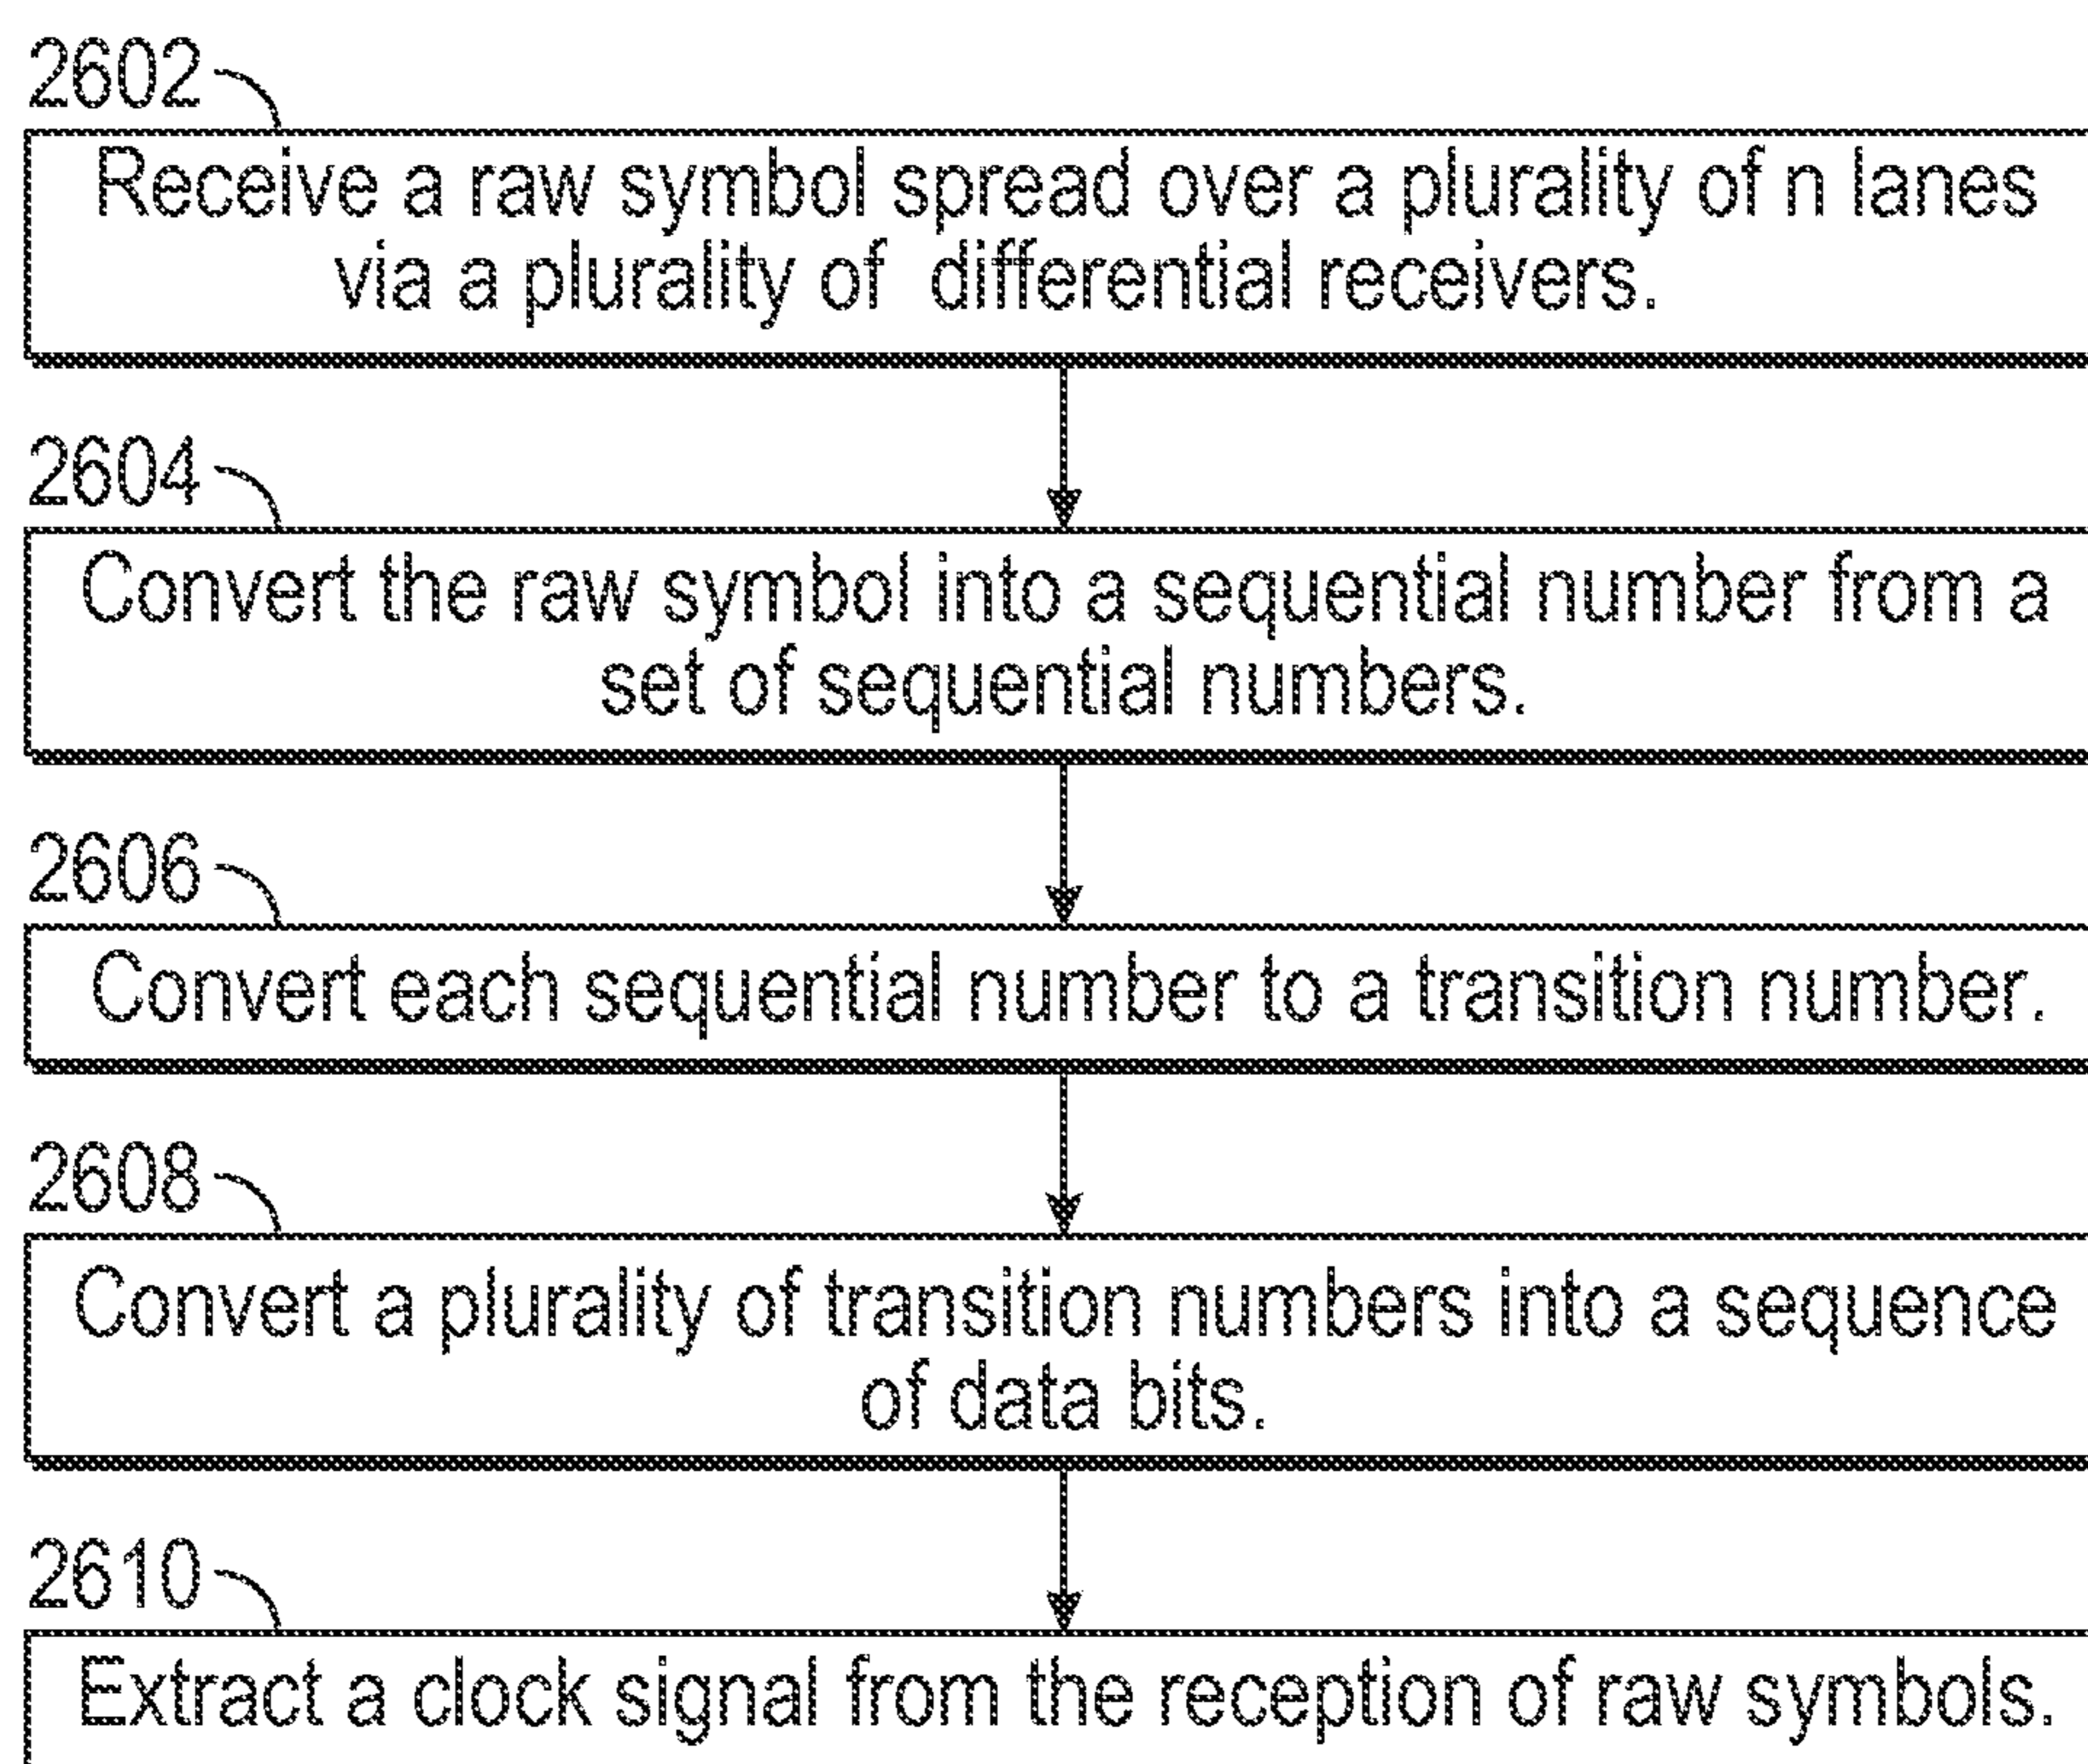 2602
Receive a raw symbol spread over a plurality of n lanes
via a plurality of differential receivers.
2604
Convert the raw symbol into a sequential number from a
set of sequential numbers.
2606
Convert each sequential number to a transition number.
2608
Convert a plurality of transition numbers into a sequence
of data bits.
2610
Extract a clock signal from the reception of raw symbols.